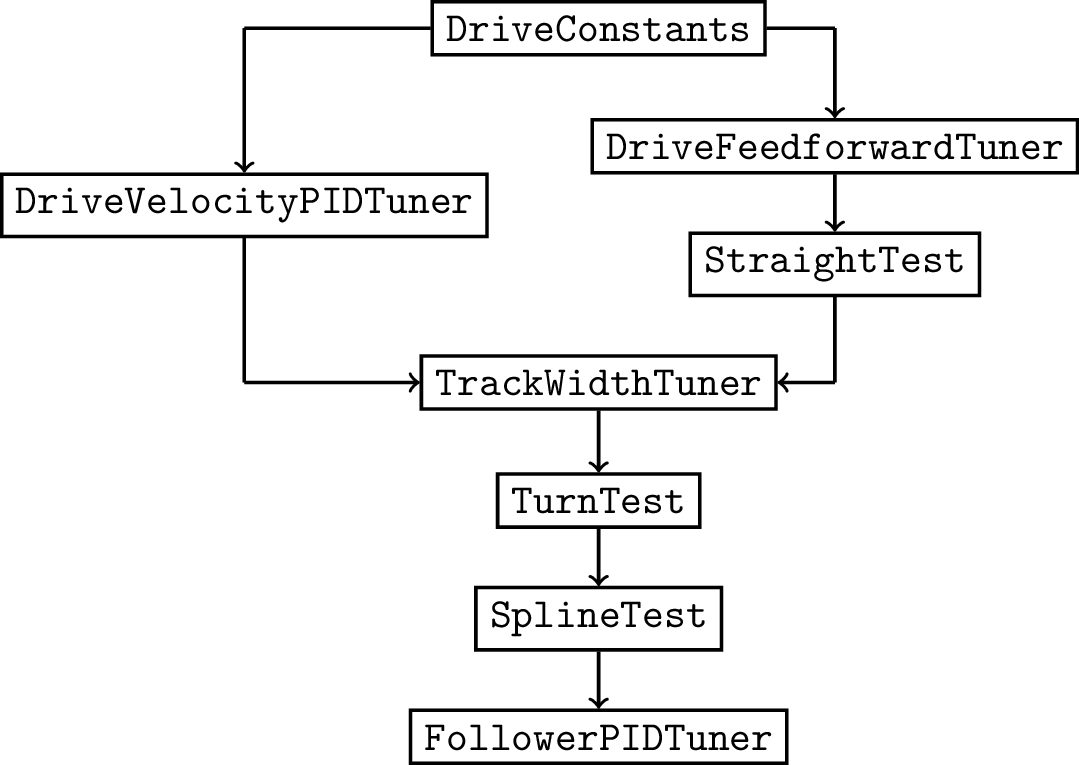 DriveConstants
DriveFeedforwardTuner
DriveVelocityPIDTuner
StraightTest
TrackWidthTuner
TurnTest
SplineTest
FollowerPIDTuner